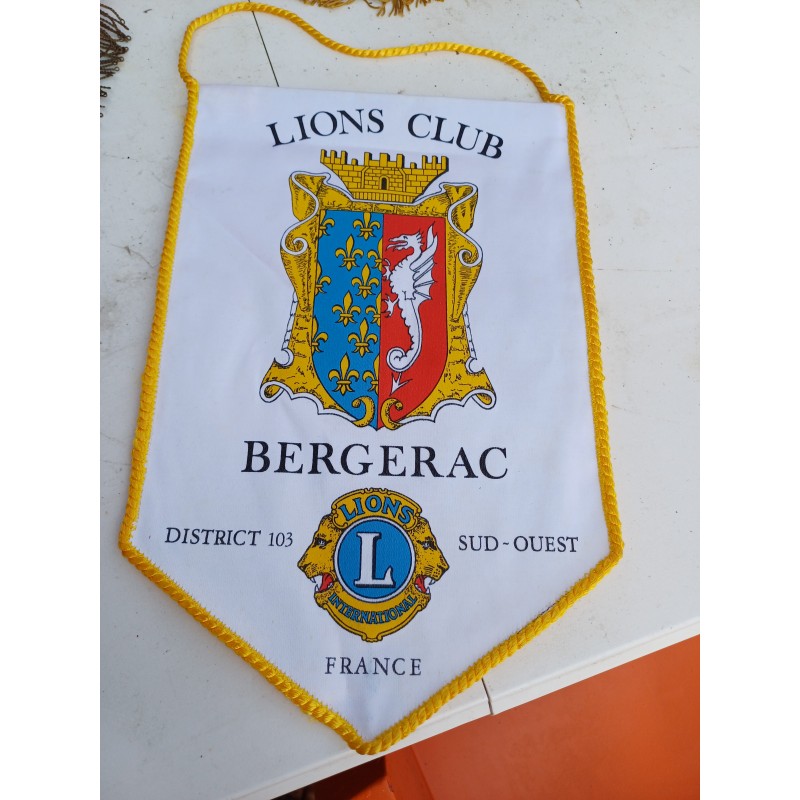 LIONS CLUB
BERGERAC
DISTRICT 103
LIONS
L
INTERNATIONAL
SUD-OUEST
FRANCE